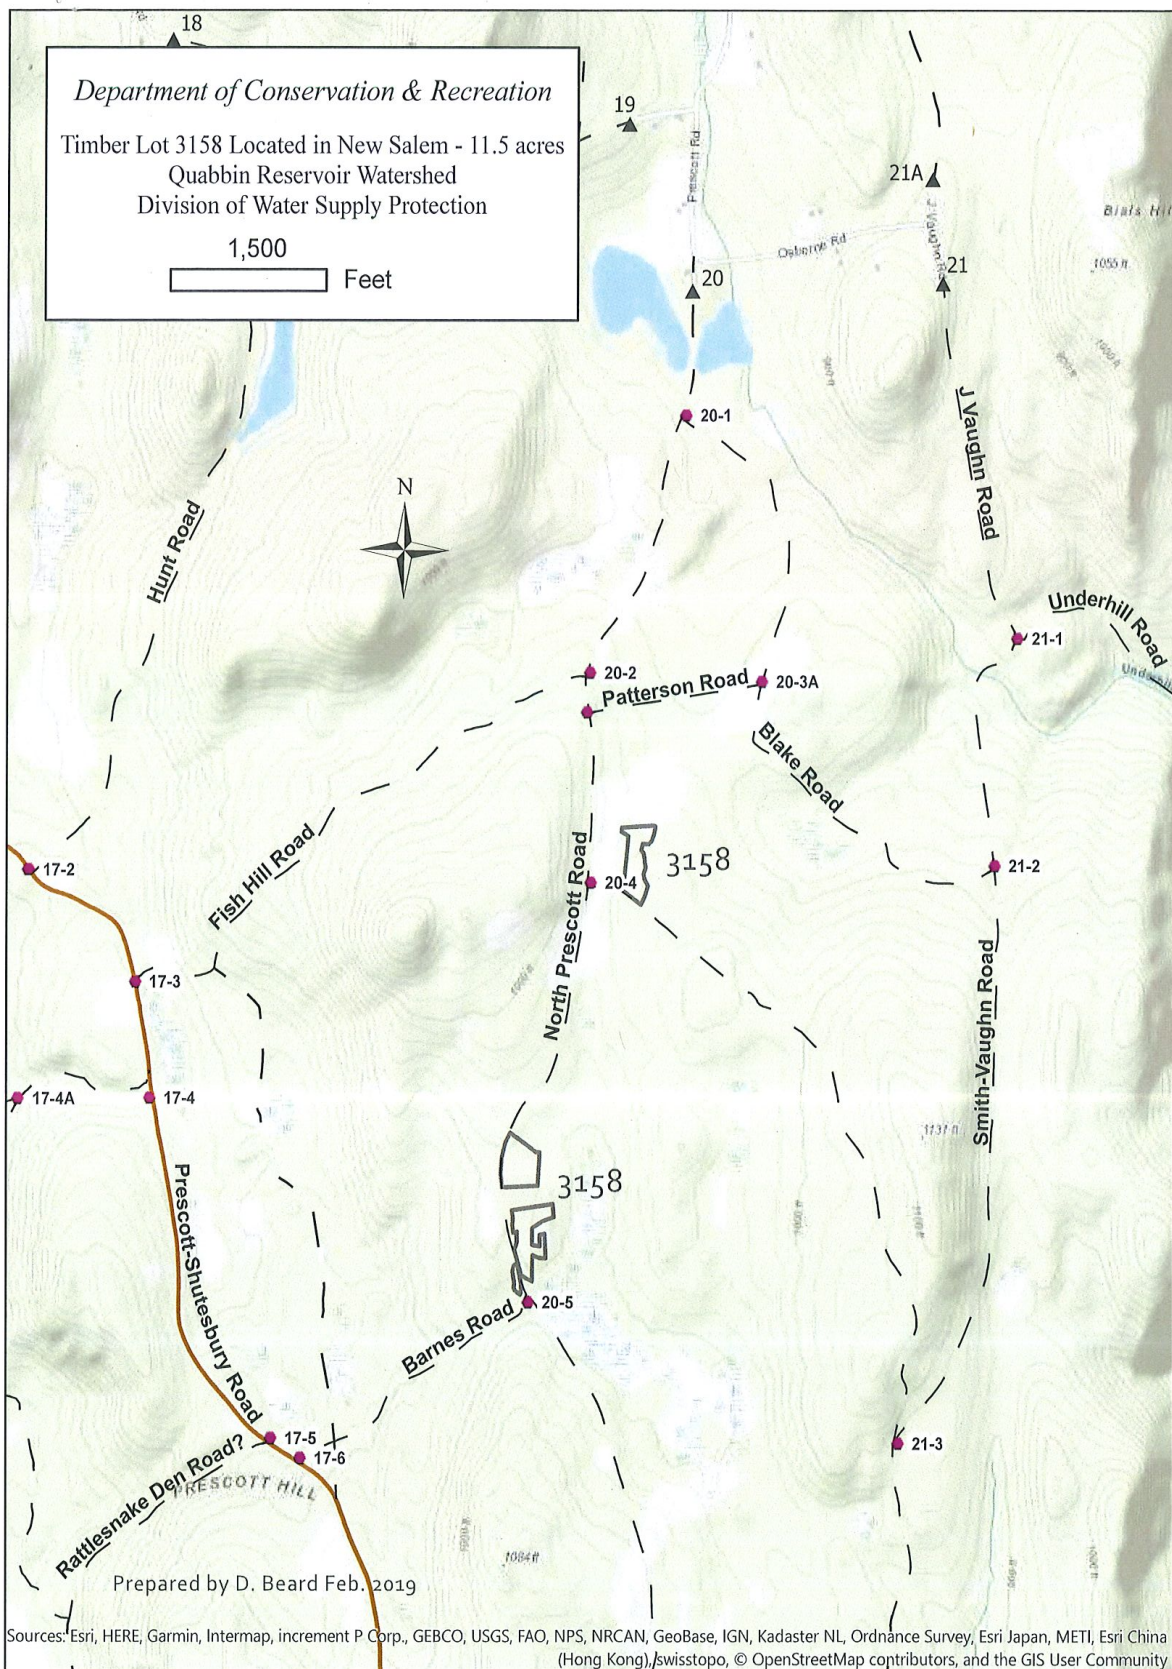 18
Department of Conservation & Recreation
Timber Lot 3158 Located in New Salem - 11.5 acres
Quabbin Reservoir Watershed
Division of Water Supply Protection
1,500
Feet
19
Prescott Rd
21A
Osborne Rd
1055 ft
20
21
20-1
J Vaughn Road
N
Hunt Road
Underhill Road
21-1
20-2
Patterson Road
20-3A
Blake Road
3158
17-2
20-4
21-2
Fish Hill Road
North Prescott Road
17-3
Smith-Vaughn Road
17-4A
17-4
1131 ft
Prescott-Shutesbury Road
3158
20-5
Barnes Road
17-5
17-6
21-3
Rattlesnake Den Road?
PRESCOTT HILL
1084 ft
Prepared by D. Beard Feb. 2019
Sources: Esri, HERE, Garmin, Intermap, increment P Corp., GEBCO, USGS, FAO, NPS, NRCAN, GeoBase, IGN, Kadaster NL, Ordnance Survey, Esri Japan, METI, Esri China
(Hong Kong), swisstopo, © OpenStreetMap contributors, and the GIS User Community